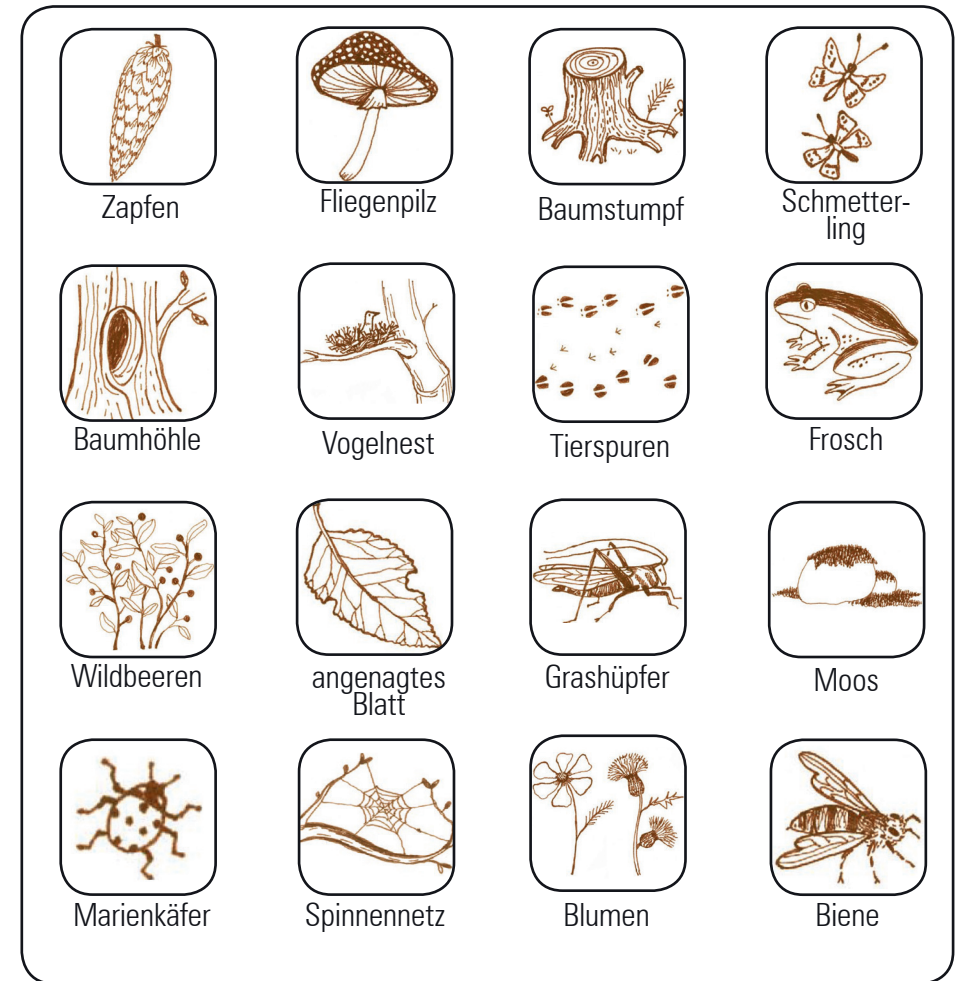 Zapfen
Fliegenpilz
Baumstumpf
Schmetter-
ling
Baumhöhle
Vogelnest
Tierspuren
Frosch
Wildbeeren
angenagtes
Blatt
Grashüpfer
Moos
Marienkäfer
Spinnennetz
Blumen
Biene